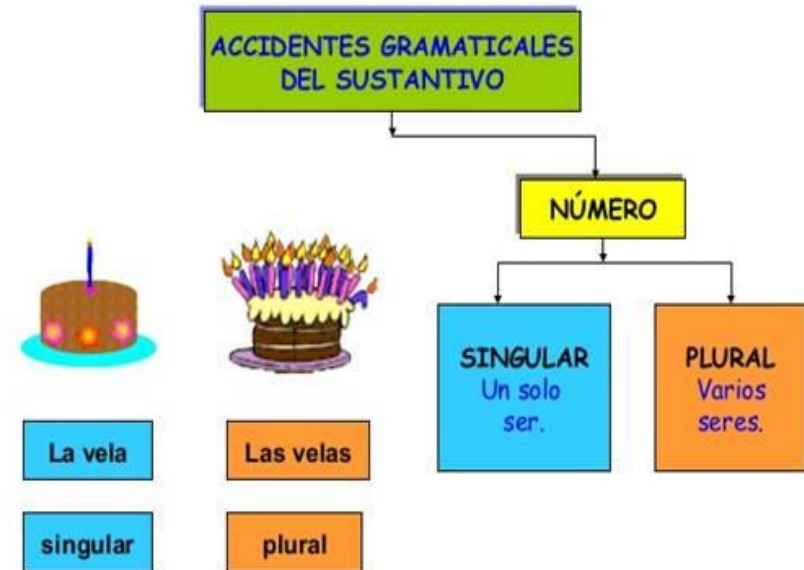 ACCIDENTES GRAMATICALES
DEL SUSTANTIVO
NÚMERO
SINGULAR
Un solo
ser.
PLURAL
Varios
seres.
La vela
Las velas
singular
plural